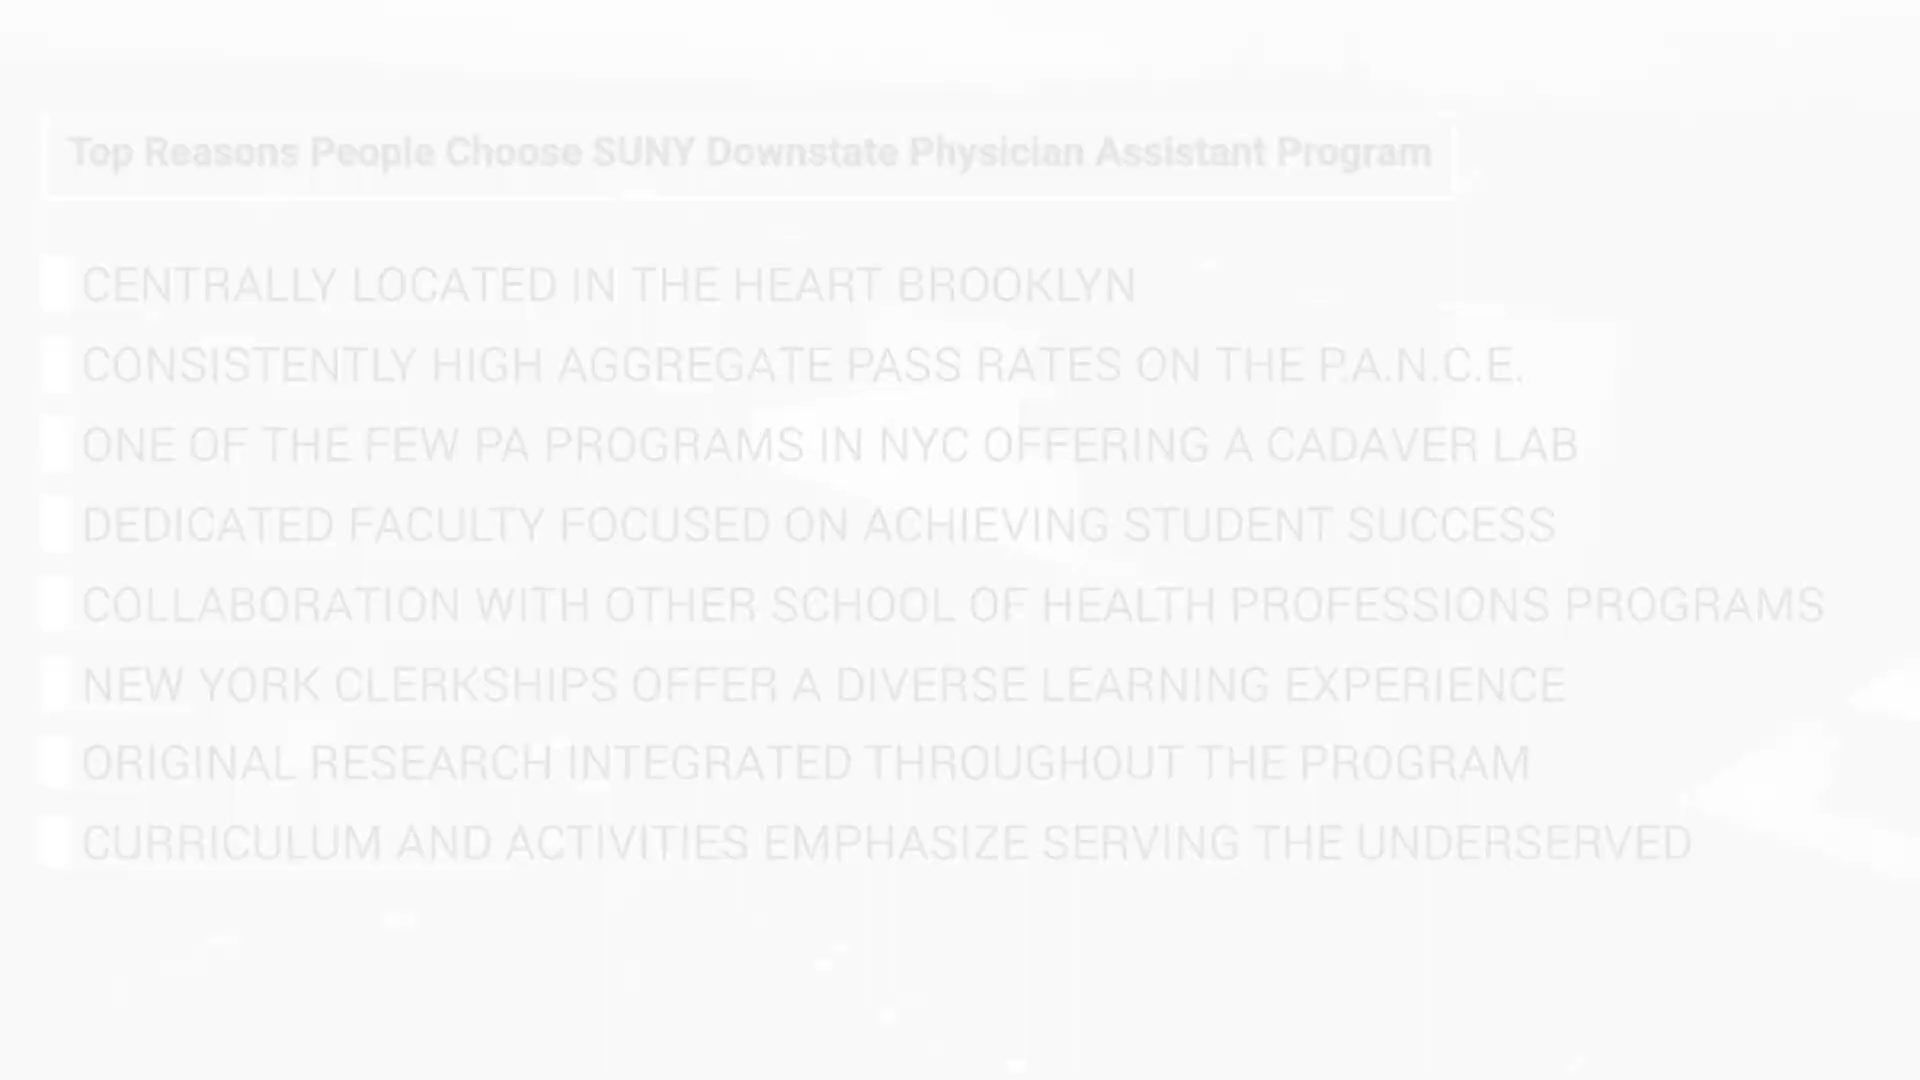 Top Reasons People Choose SUNY Downstate Physician Assistant Program
CENTRALLY LOCATED IN THE HEART BROOKLYN
CONSISTENTLY HIGH AGGREGATE PASS RATES ON THE P.A.N.C.E.
ONE OF THE FEW PA PROGRAMS IN NYC OFFERING A CADAVER LAB
DEDICATED FACULTY FOCUSED ON ACHIEVING STUDENT SUCCESS
COLLABORATION WITH OTHER SCHOOL OF HEALTH PROFESSIONS PROGRAMS
NEW YORK CLERKSHIPS OFFER A DIVERSE LEARNING EXPERIENCE
ORIGINAL RESEARCH INTEGRATED THROUGHOUT THE PROGRAM
CURRICULUM AND ACTIVITIES EMPHASIZE SERVING THE UNDERSERVED